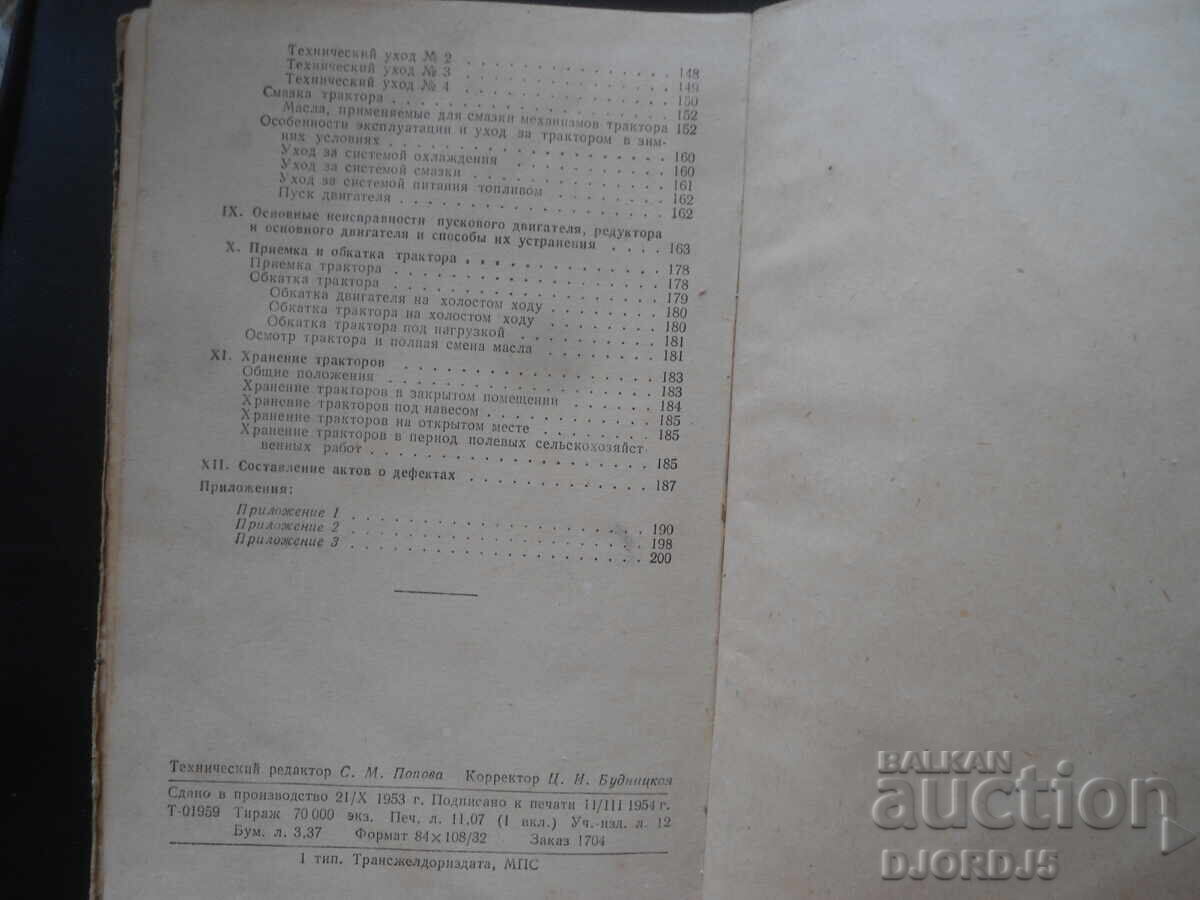 Технический уход № 2 . . . . . . . . . . . . . 148
Технический уход № 3 . . . . . . . . . . . . . 149
Технический уход № 4 . . . . . . . . . . . . . 150
Смазка трактора . . . . . . . . . . . . . . . . 152
Масла, применяемые для смазки механизмов трактора 152
Особенности эксплуатации и уход за трактором в зим-
них условиях . . . . . . . . . . . . . . . . . 160
Уход за системой охлаждения . . . . . . . . . . 160
Уход за системой смазки . . . . . . . . . . . . 161
Уход за системой питания топливом . . . . . . . 162
Пуск двигателя . . . . . . . . . . . . . . . . 162
IX. Основные неисправности пускового двигателя, редуктора
и основного двигателя и способы их устранения . . . . 163
X. Приемка и обкатка трактора . . . . . . . . . . 178
Приемка трактора . . . . . . . . . . . . . . . 178
Обкатка трактора . . . . . . . . . . . . . . . 179
Обкатка двигателя на холостом ходу . . . . . . . 180
Обкатка трактора на холостом ходу . . . . . . . 180
Обкатка трактора под нагрузкой . . . . . . . . . 181
Осмотр трактора и полная смена масла . . . . . . 181
XI. Хранение тракторов . . . . . . . . . . . . . 183
Общие положения . . . . . . . . . . . . . . . . 183
Хранение тракторов в закрытом помещении . . . . . 184
Хранение тракторов под навесом . . . . . . . . . 185
Хранение тракторов на открытом месте . . . . . . 185
Хранение тракторов в период полевых сельскохозяйст
венных работ . . . . . . . . . . . . . . . . . 185
XII. Составление актов о дефектах . . . . . . . . 187
Приложения:
Приложение 1 . . . . . . . . . . . . . . . . . 190
Приложение 2 . . . . . . . . . . . . . . . . . 198
Приложение 3 . . . . . . . . . . . . . . . . . 200
Технический редактор С. М. Попова Корректор Ц. И. Будницкая
Сдано в производство 21/X 1953 г. Подписано к печати 11/III 1954 г.
Т-01959 Тираж 70 000 экз. Печ. л. 11,07 (1 вкл.) Уч.-изд. л. 12
Бум. л. 3,37 Формат 84×108/32 Заказ 1704
1 тип. Трансжелдориздата, МПС
BALKAN
auction
DJORDJ5